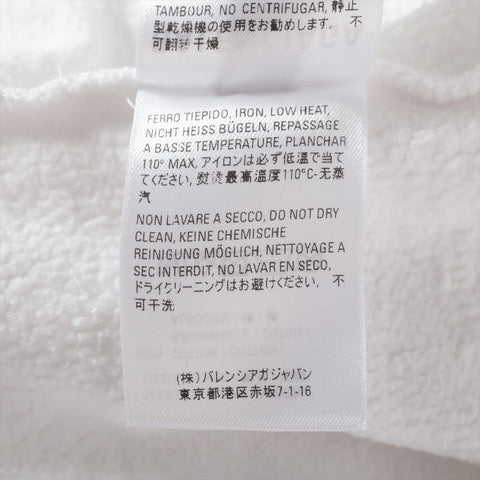 TAMBOUR, NO CENTRIFUGAR, 静止
型乾燥機の使用をお勧めします。不
可翻转干燥
FERRO TIEPIDO, IRON, LOW HEAT,
NICHT HEISS BÜGELN, REPASSAGE
A BASSE TEMPERATURE, PLANCHAR
110º MAX, アイロンは必ず低温で当て
てください, 熨烫最高温度110°C-无蒸
汽
NON LAVARE A SECCO, DO NOT DRY
CLEAN, KEINE CHEMISCHE
REINIGUNG MÖGLICH, NETTOYAGE A
SEC INTERDIT, NO LAVAR EN SECO,
ドライクリーニングはお避けください, 不
可干洗
(株) バレンシアガジャパン
東京都港区赤坂7-1-16